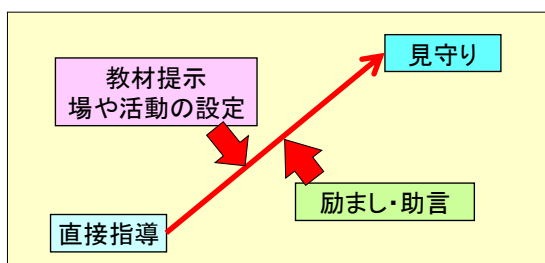 見守り
教材提示
場や活動の設定
励まし・助言
直接指導